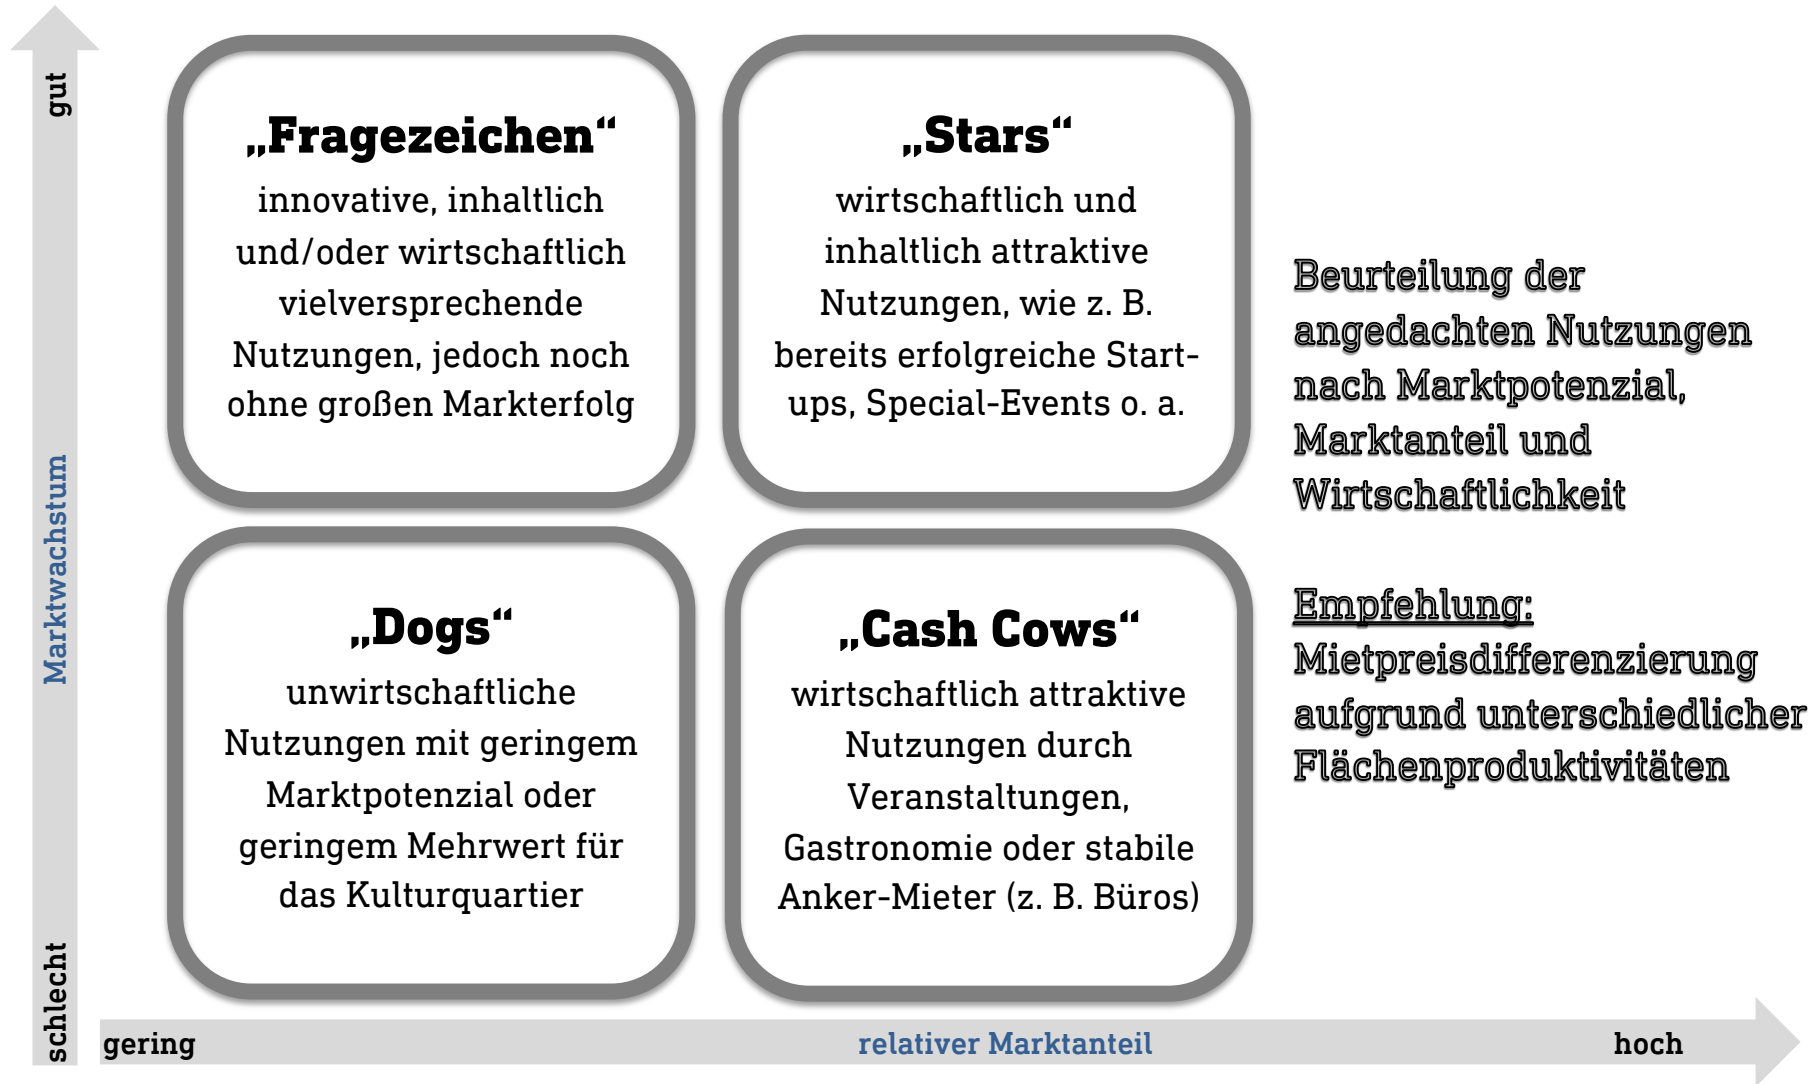 gut
Marktwachstum
schlecht
„Fragezeichen“
innovative, inhaltlich
und/oder wirtschaftlich
vielversprechende
Nutzungen, jedoch noch
ohne großen Markterfolg
„Stars“
wirtschaftlich und
inhaltlich attraktive
Nutzungen, wie z. B.
bereits erfolgreiche Start-
ups, Special-Events o. a.
„Dogs“
unwirtschaftliche
Nutzungen mit geringem
Marktpotenzial oder
geringem Mehrwert für
das Kulturquartier
„Cash Cows“
wirtschaftlich attraktive
Nutzungen durch
Veranstaltungen,
Gastronomie oder stabile
Anker-Mieter (z. B. Büros)
Beurteilung der
angedachten Nutzungen
nach Marktpotenzial,
Marktanteil und
Wirtschaftlichkeit
Empfehlung:
Mietpreisdifferenzierung
aufgrund unterschiedlicher
Flächenproduktivitäten
gering
relativer Marktanteil
hoch